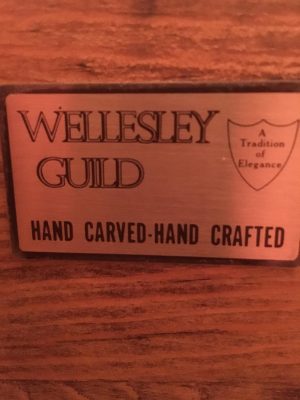 WELLESLEY
GUILD
A
Tradition
of
Elegance
HAND CARVED-HAND CRAFTED